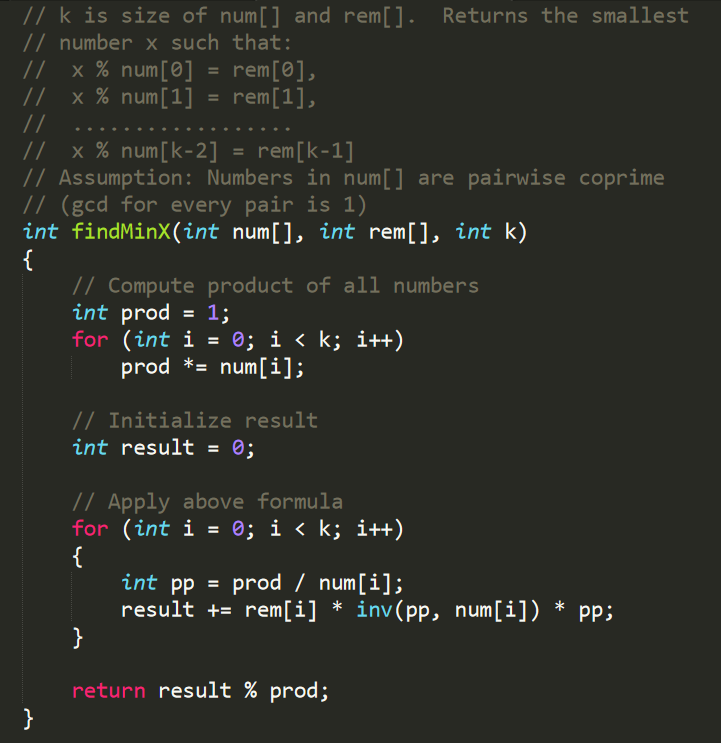 // k is size of num[] and rem[].  Returns the smallest
// number x such that:
//  x % num[0] = rem[0],
//  x % num[1] = rem[1],
//  ..................
//  x % num[k-2] = rem[k-1]
// Assumption: Numbers in num[] are pairwise coprime
// (gcd for every pair is 1)
int findMinX(int num[], int rem[], int k)
{
    // Compute product of all numbers
    int prod = 1;
    for (int i = 0; i < k; i++)
        prod *= num[i];

    // Initialize result
    int result = 0;

    // Apply above formula
    for (int i = 0; i < k; i++)
    {
        int pp = prod / num[i];
        result += rem[i] * inv(pp, num[i]) * pp;
    }

    return result % prod;
}